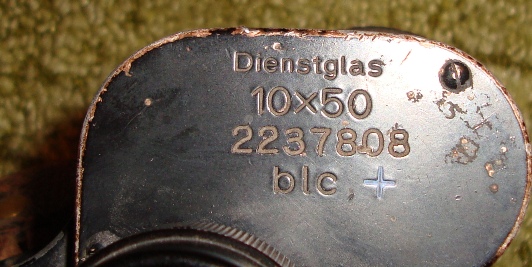 Dienstglas
10×50
2237808
blc +